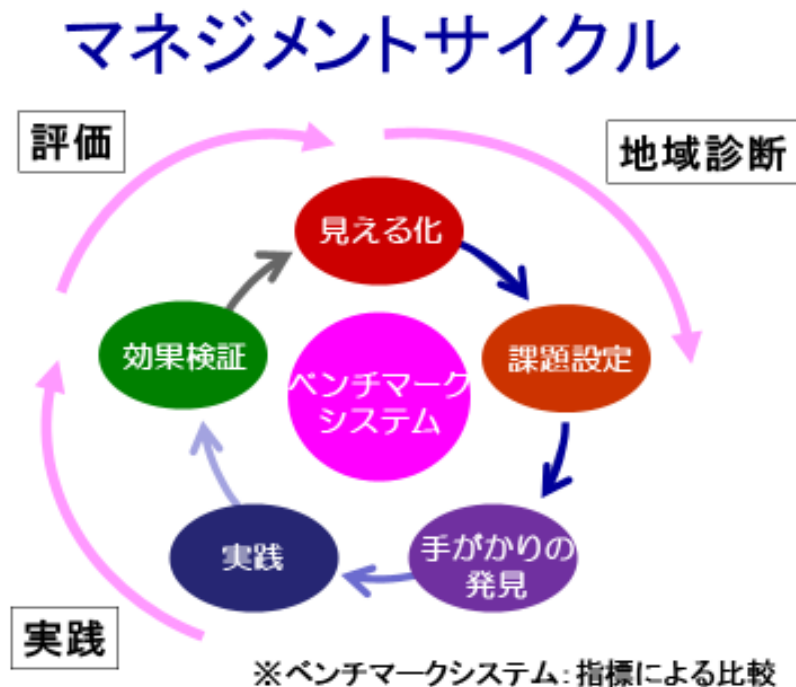 マネジメントサイクル
評価
地域診断
見える化
効果検証
課題設定
ベンチマーク
システム
実践
手がかりの
発見
実践
※ベンチマークシステム:指標による比較